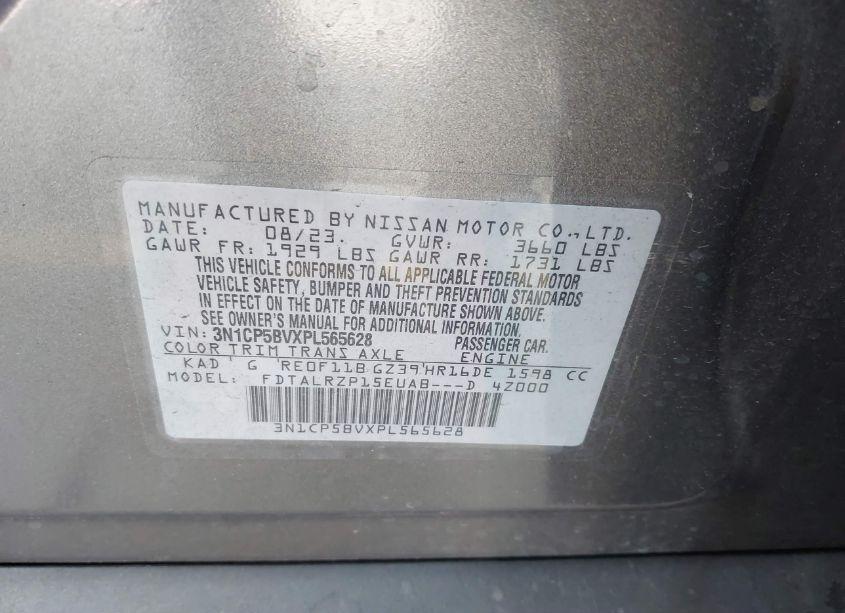 MANUFACTURED BY NISSAN MOTOR CO., LTD.
DATE: 08/23. GVWR: 3660 LBS
GAWR FR: 1929 LBS GAWR RR: 1731 LBS
THIS VEHICLE CONFORMS TO ALL APPLICABLE FEDERAL MOTOR
VEHICLE SAFETY, BUMPER AND THEFT PREVENTION STANDARDS
IN EFFECT ON THE DATE OF MANUFACTURE SHOWN ABOVE.
SEE OWNER'S MANUAL FOR ADDITIONAL INFORMATION.
VIN: 3N1CP5BVXPL565628 PASSENGER CAR.
COLOR TRIM TRANS AXLE ENGINE
KAD G RE0F11B GZ39 HR16DE 1598 CC
MODEL: FDTALRZP15EUAB---D 4Z000
3N1CP5BVXPL565628